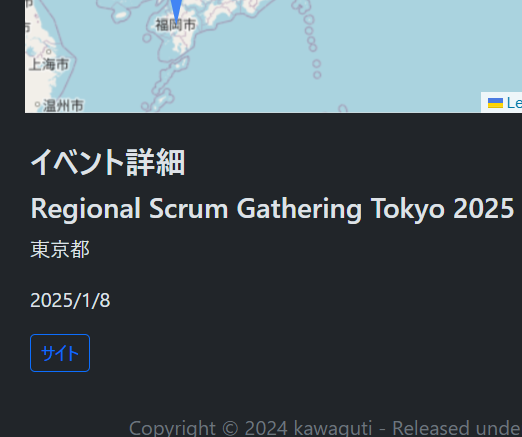 福岡市
上海市
温州市
Le
イベント詳細
Regional Scrum Gathering Tokyo 2025
東京都
2025/1/8
サイト
Copyright © 2024 kawaguti - Released unde